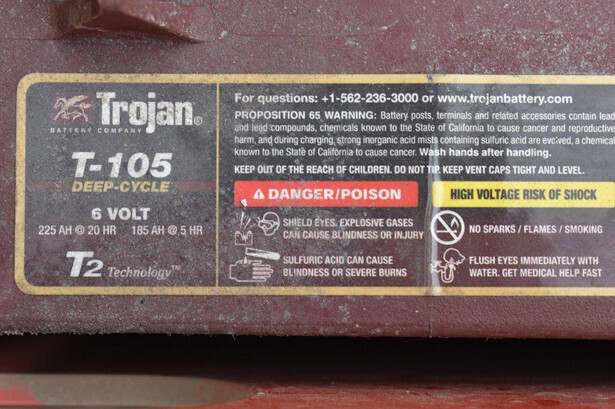 Trojan®
BATTERY COMPANY
T-105
DEEP-CYCLE
6 VOLT
225 AH @ 20 HR 185 AH @ 5 HR
T2 Technology™
For questions: +1-562-236-3000 or www.trojanbattery.com
PROPOSITION 65 WARNING: Battery posts, terminals and related accessories contain lead
and lead compounds, chemicals known to the State of California to cause cancer and reproductive
harm, and during charging, strong inorganic acid mists containing sulfuric acid are evolved, a chemical
known to the State of California to cause cancer. Wash hands after handling.
KEEP OUT OF THE REACH OF CHILDREN. DO NOT TIP. KEEP VENT CAPS TIGHT AND LEVEL.
DANGER/POISON
SHIELD EYES. EXPLOSIVE GASES
CAN CAUSE BLINDNESS OR INJURY
SULFURIC ACID CAN CAUSE
BLINDNESS OR SEVERE BURNS
HIGH VOLTAGE RISK OF SHOCK
NO SPARKS / FLAMES / SMOKING
FLUSH EYES IMMEDIATELY WITH
WATER. GET MEDICAL HELP FAST